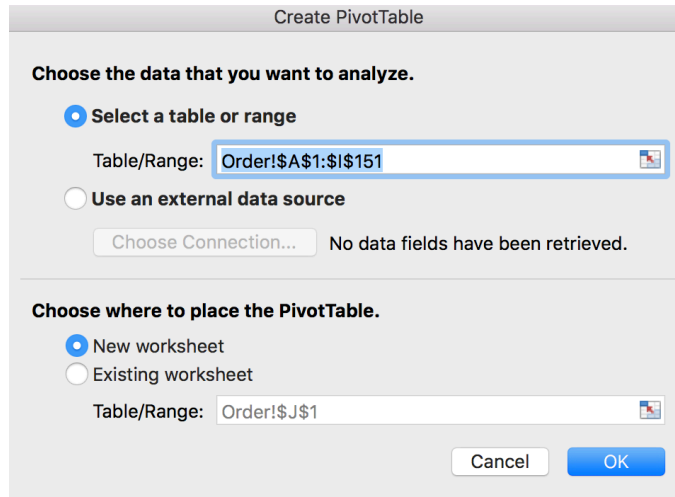 Create PivotTable
Choose the data that you want to analyze.
Select a table or range
Table/Range: Order!$A$1:$I$151
Use an external data source
Choose Connection... No data fields have been retrieved.
Choose where to place the PivotTable.
New worksheet
Existing worksheet
Table/Range: Order!$J$1
Cancel OK